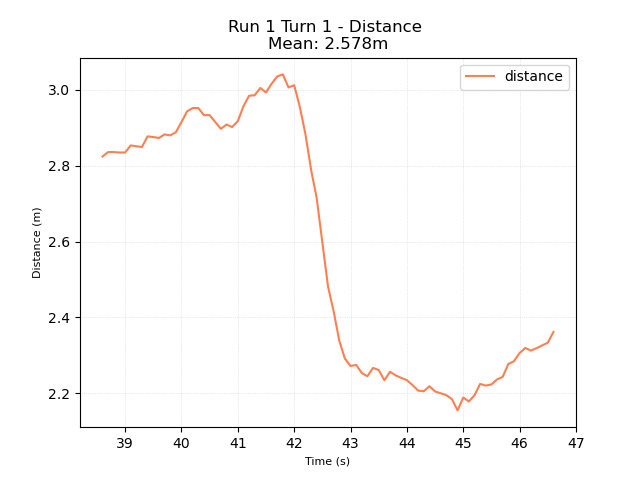 Run 1 Turn 1 - Distance
Mean: 2.578m
distance
3.0
2.8
2.6
2.4
2.2
Distance (m)
39 40 41 42 43 44 45 46 47
Time (s)